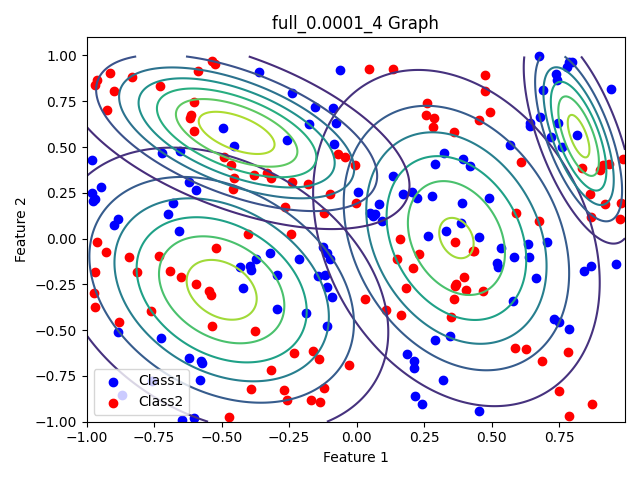 full_0.0001_4 Graph
1.00
0.75
0.50
0.25
0.00
−0.25
−0.50
−0.75
−1.00
Feature 2
Class1
Class2
−1.00 −0.75 −0.50 −0.25 0.00 0.25 0.50 0.75
Feature 1